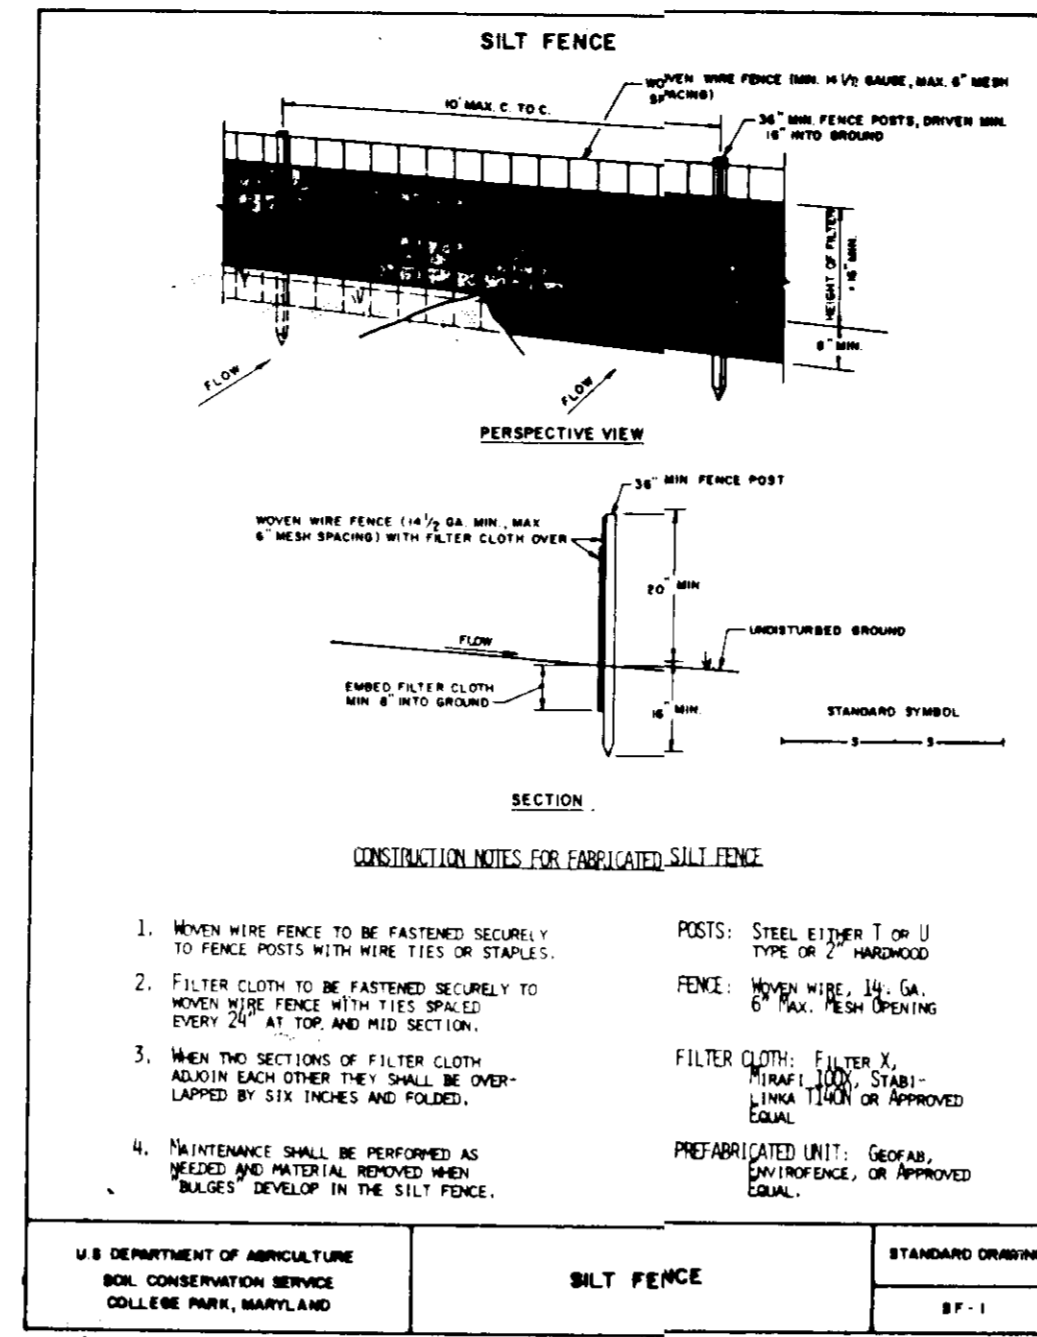 SILT FENCE
WOVEN WIRE FENCE (MIN. 14 1/2 GAUGE, MAX. 6" MESH
SPACING)
10' MAX. C. TO C.
36" MIN. FENCE POSTS, DRIVEN MIN.
16" INTO GROUND
HEIGHT OF FILTER
= 16" MIN.
8" MIN.
FLOW
FLOW
PERSPECTIVE VIEW
36" MIN FENCE POST
WOVEN WIRE FENCE (14 1/2 GA. MIN., MAX
6" MESH SPACING) WITH FILTER CLOTH OVER
20" MIN
FLOW
UNDISTURBED GROUND
EMBED FILTER CLOTH
MIN. 8" INTO GROUND
16" MIN.
STANDARD SYMBOL
S S
SECTION
CONSTRUCTION NOTES FOR FABRICATED SILT FENCE
1. WOVEN WIRE FENCE TO BE FASTENED SECURELY
TO FENCE POSTS WITH WIRE TIES OR STAPLES.
2. FILTER CLOTH TO BE FASTENED SECURELY TO
WOVEN WIRE FENCE WITH TIES SPACED
EVERY 24" AT TOP AND MID SECTION.
3. WHEN TWO SECTIONS OF FILTER CLOTH
ADJOIN EACH OTHER THEY SHALL BE OVER-
LAPPED BY SIX INCHES AND FOLDED.
4. MAINTENANCE SHALL BE PERFORMED AS
NEEDED AND MATERIAL REMOVED WHEN
"BULGES" DEVELOP IN THE SILT FENCE.
POSTS: STEEL EITHER T OR U
TYPE OR 2" HARDWOOD
FENCE: WOVEN WIRE, 14. GA.
6" MAX. MESH OPENING
FILTER CLOTH: FILTER X,
MIRAFI 100X, STABI-
LINKA T140N OR APPROVED
EQUAL
PREFABRICATED UNIT: GEOFAB,
ENVIROFENCE, OR APPROVED
EQUAL.
U.S DEPARTMENT OF AGRICULTURE
SOIL CONSERVATION SERVICE
COLLEGE PARK, MARYLAND
SILT FENCE
STANDARD DRAWING
SF-1